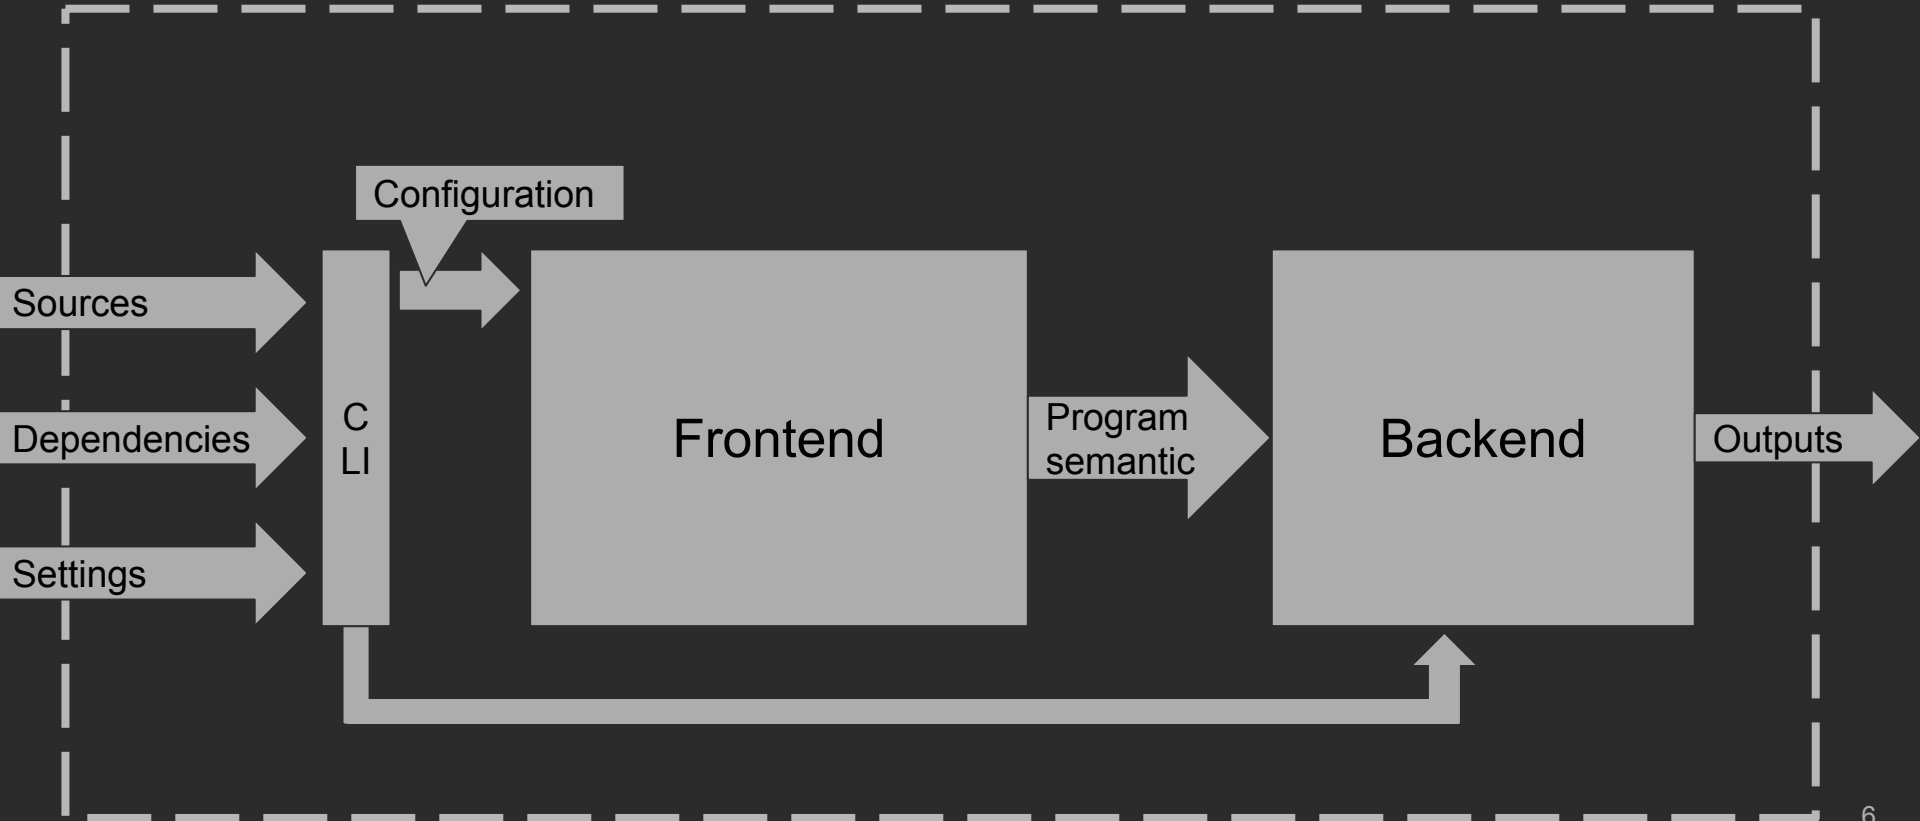 Configuration
Sources
Dependencies
Settings
C
LI
Frontend
Program
semantic
Backend
Outputs
6